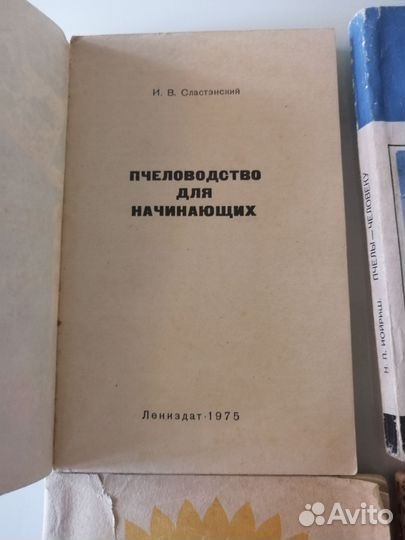 И. В. Сластэнский
ПЧЕЛОВОДСТВО
ДЛЯ
НАЧИНАЮЩИХ
Лениздат·1975
Н. П. ИОЙРИШ. ПЧЕЛЫ—ЧЕЛОВЕКУ
Avito